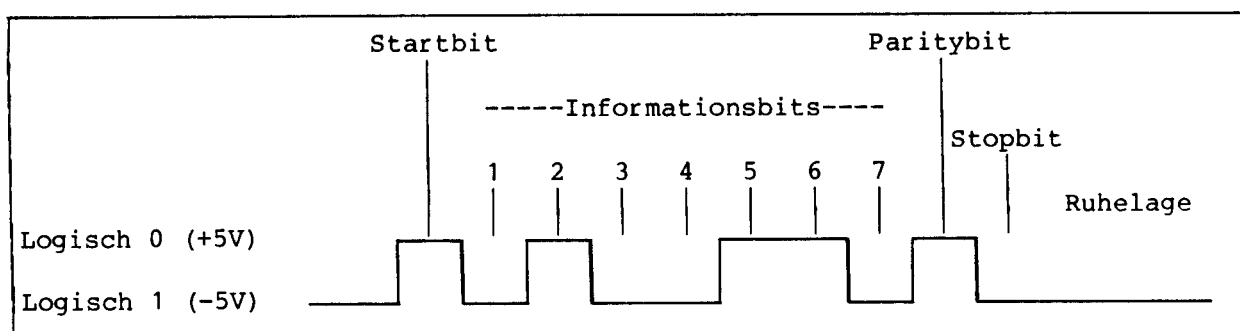 Startbit Paritybit
-----Informationsbits----
Stopbit
1 2 3 4 5 6 7
Ruhelage
Logisch 0 (+5V)
Logisch 1 (-5V)